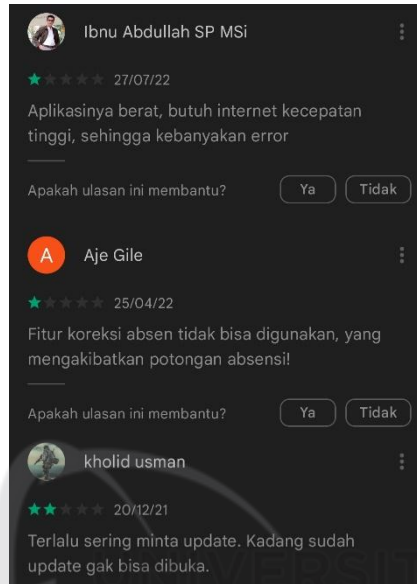 Ibnu Abdullah SP MSi
27/07/22
Aplikasinya berat, butuh internet kecepatan
tinggi, sehingga kebanyakan error
Apakah ulasan ini membantu?
Ya
Tidak
A
Aje Gile
25/04/22
Fitur koreksi absen tidak bisa digunakan, yang
mengakibatkan potongan absensi!
Apakah ulasan ini membantu?
Ya
Tidak
kholid usman
20/12/21
Terlalu sering minta update. Kadang sudah
update gak bisa dibuka.